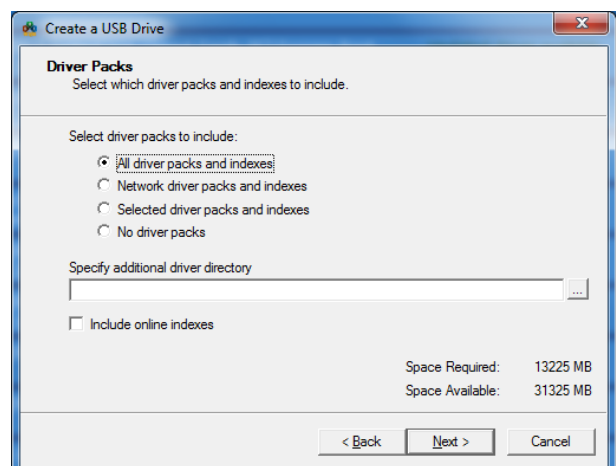 Create a USB Drive
Driver Packs
Select which driver packs and indexes to include.
Select driver packs to include:
All driver packs and indexes
Network driver packs and indexes
Selected driver packs and indexes
No driver packs
Specify additional driver directory
...
Include online indexes
Space Required: 13225 MB
Space Available: 31325 MB
< Back Next > Cancel